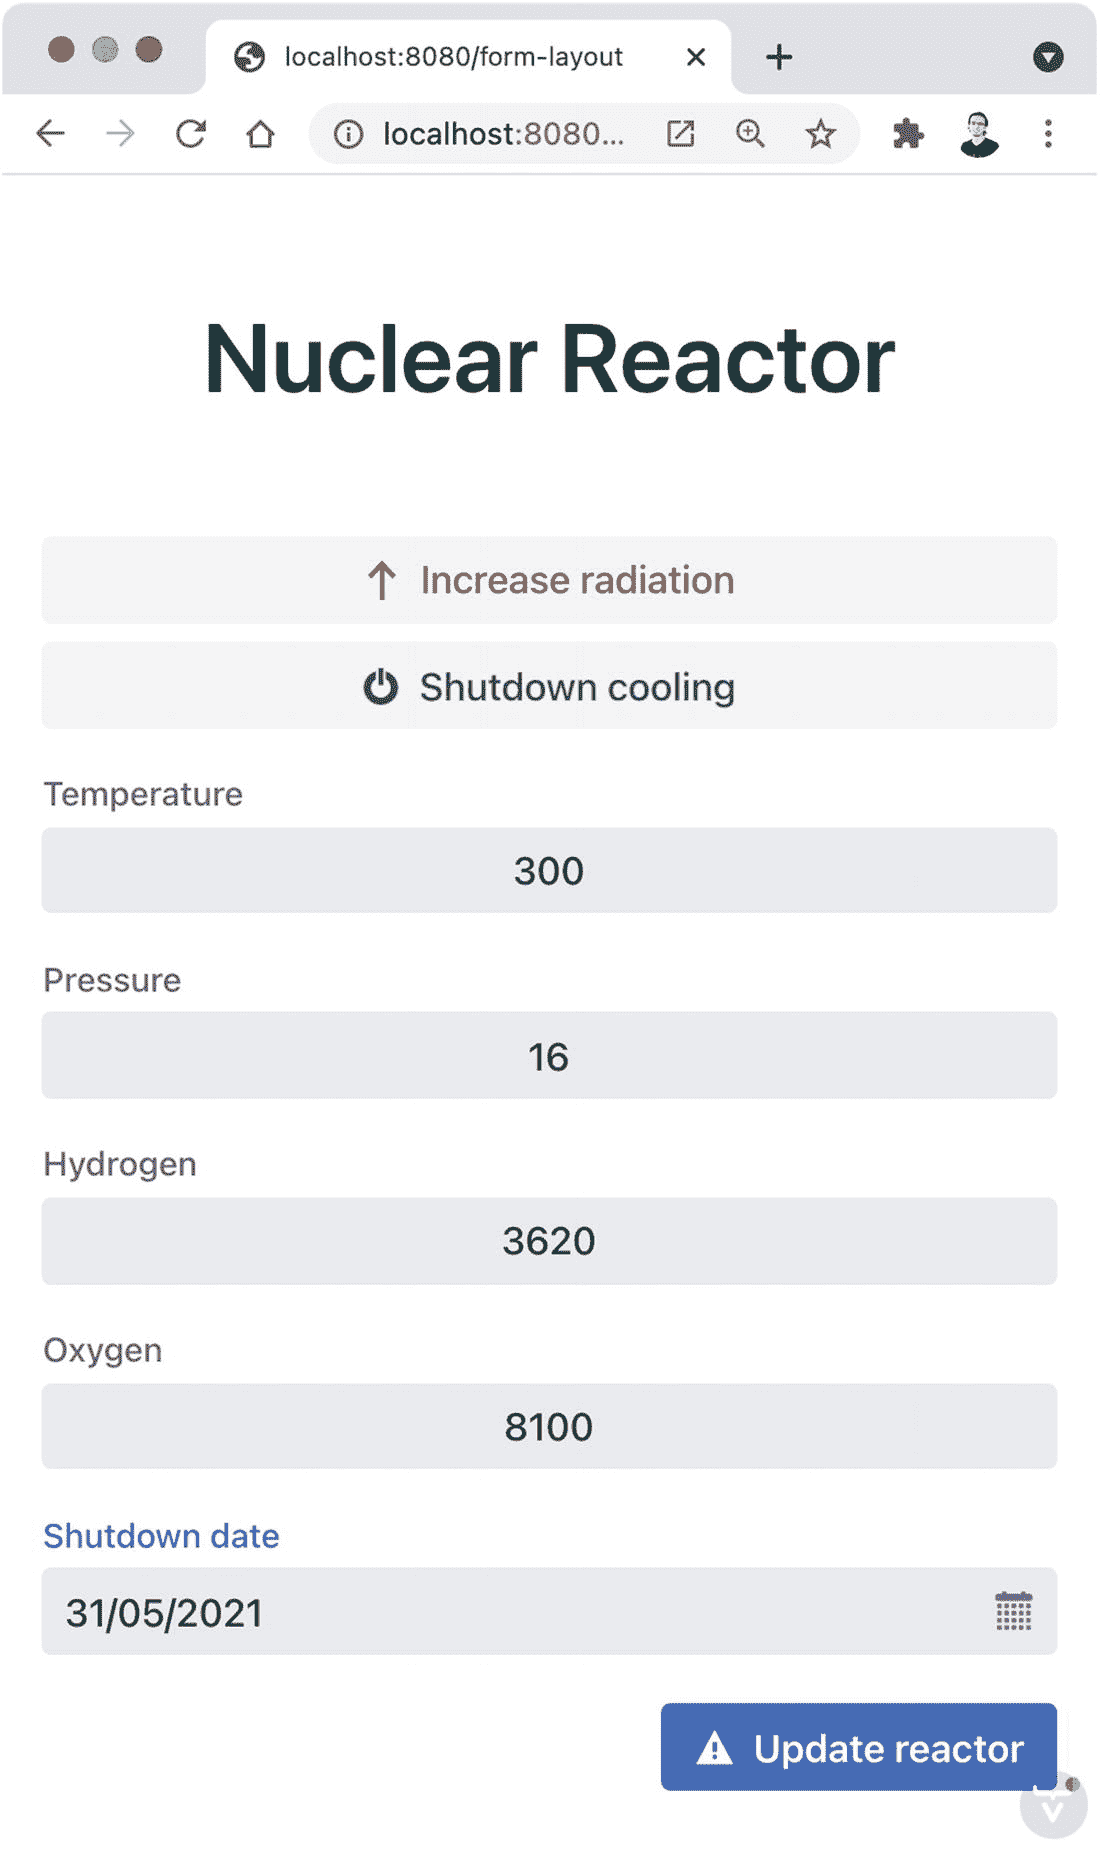 localhost:8080/form-layout
localhost:8080...
Nuclear Reactor
Increase radiation
Shutdown cooling
Temperature
300
Pressure
16
Hydrogen
3620
Oxygen
8100
Shutdown date
31/05/2021
Update reactor